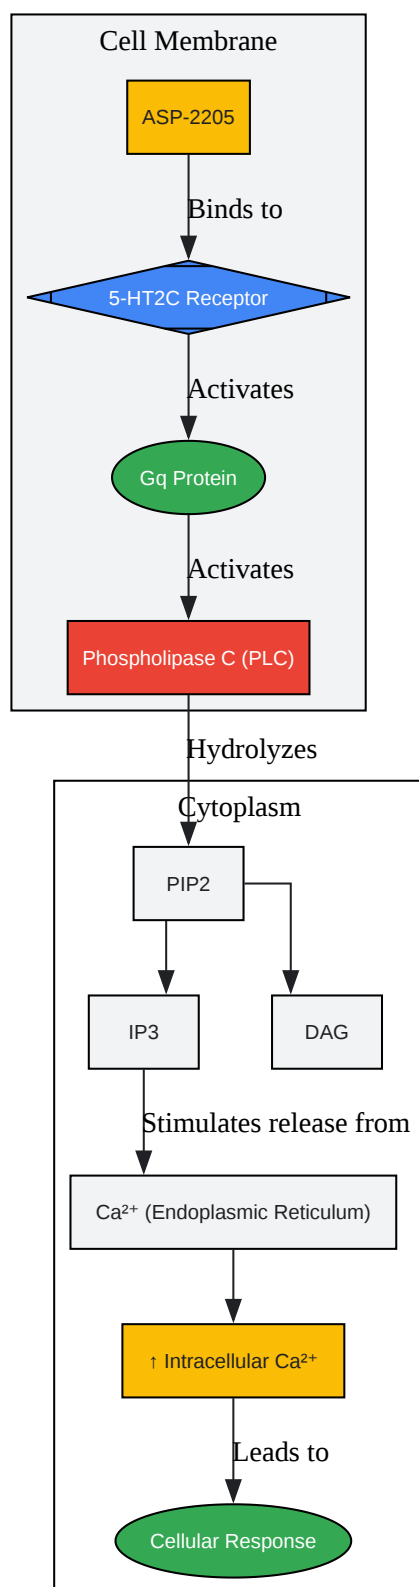 Cell Membrane
ASP-2205
Binds to
5-HT2C Receptor
Activates
Gq Protein
Activates
Phospholipase C (PLC)
Hydrolyzes
Cytoplasm
PIP2
IP3
DAG
Stimulates release from
Ca²⁺ (Endoplasmic Reticulum)
↑ Intracellular Ca²⁺
Leads to
Cellular Response